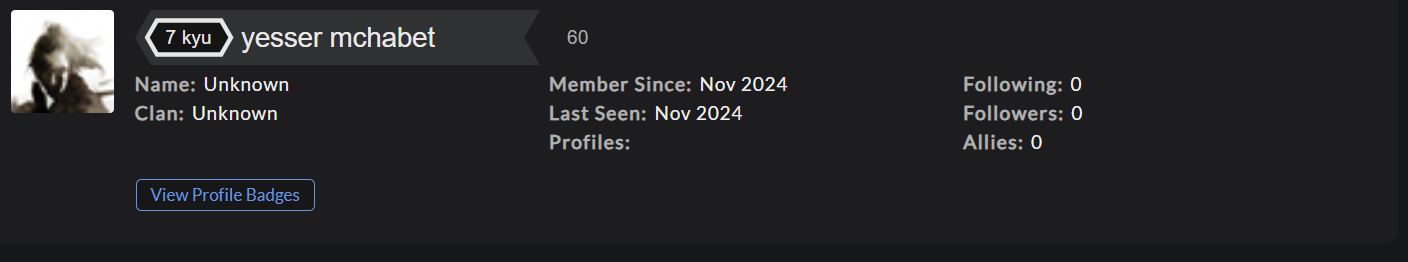 7 kyu yesser mchabet 60
Name: Unknown Member Since: Nov 2024 Following: 0
Clan: Unknown Last Seen: Nov 2024 Followers: 0
Profiles: Allies: 0
View Profile Badges